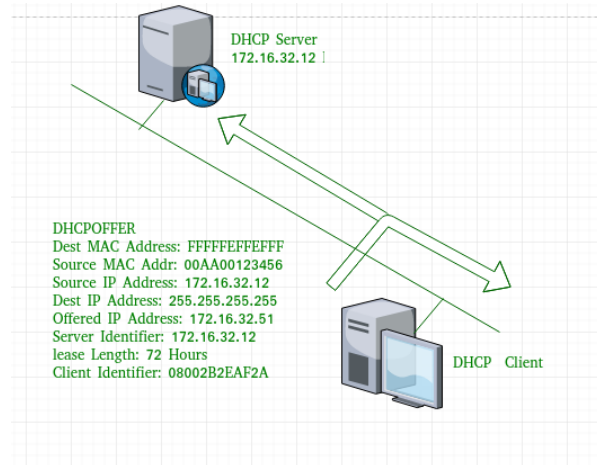 DHCP Server
172.16.32.12
DHCPOFFER
Dest MAC Address: FFFFFEFFEFFF
Source MAC Addr: 00AA00123456
Source IP Address: 172.16.32.12
Dest IP Address: 255.255.255.255
Offered IP Address: 172.16.32.51
Server Identifier: 172.16.32.12
lease Length: 72 Hours
Client Identifier: 08002B2EAF2A
DHCP Client